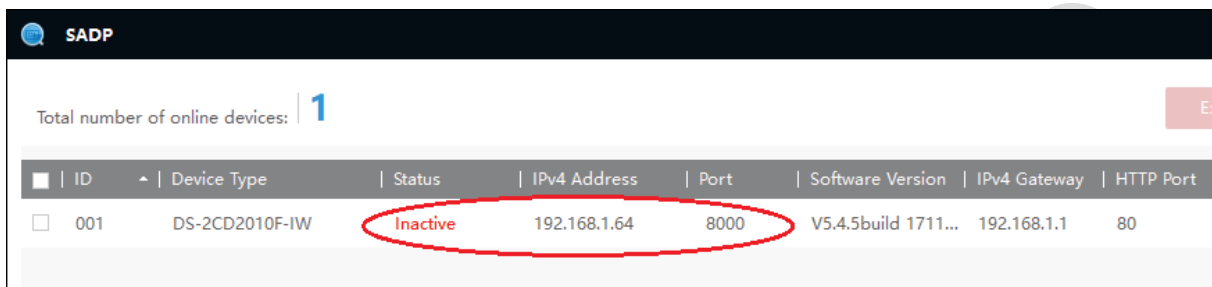 SADP
Total number of online devices: 1
ID Device Type Status IPv4 Address Port Software Version IPv4 Gateway HTTP Port
001 DS-2CD2010F-IW Inactive 192.168.1.64 8000 V5.4.5build 1711... 192.168.1.1 80